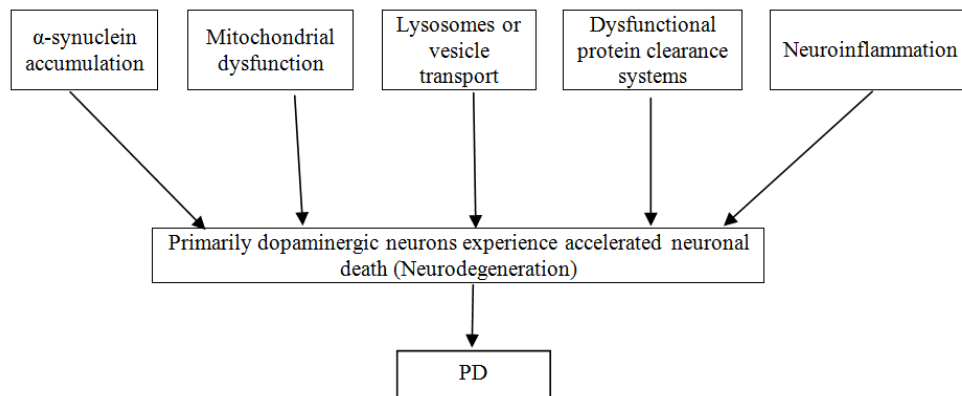 α-synuclein
accumulation
Mitochondrial
dysfunction
Lysosomes or
vesicle
transport
Dysfunctional
protein clearance
systems
Neuroinflammation
Primarily dopaminergic neurons experience accelerated neuronal
death (Neurodegeneration)
PD